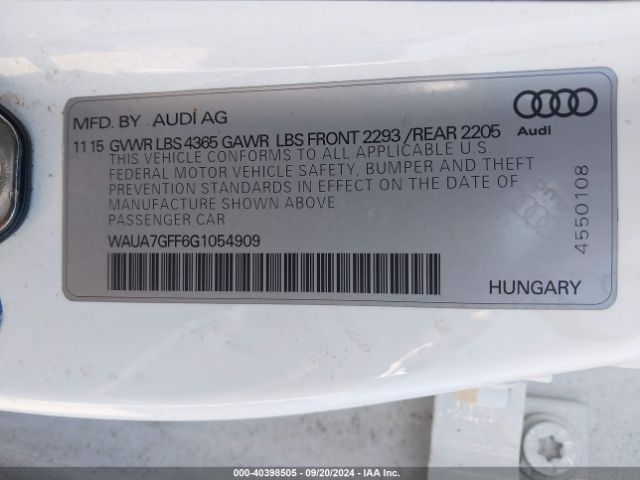 MFD. BY AUDI AG
11 15 GVWR LBS 4365 GAWR LBS FRONT 2293 /REAR 2205
THIS VEHICLE CONFORMS TO ALL APPLICABLE U.S.
FEDERAL MOTOR VEHICLE SAFETY, BUMPER AND THEFT
PREVENTION STANDARDS IN EFFECT ON THE DATE OF
MANUFACTURE SHOWN ABOVE
PASSENGER CAR
WAUA7GFF6G1054909
HUNGARY
Audi
4550108
000-40398505 - 09/20/2024 - IAA Inc.